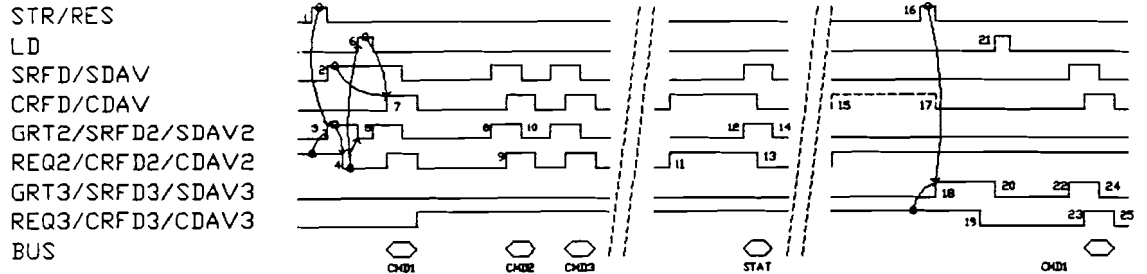 STR/RES
LD
SRFD/SDAV
CRFD/CDAV
GRT2/SRFD2/SDAV2
REQ2/CRFD2/CDAV2
GRT3/SRFD3/SDAV3
REQ3/CRFD3/CDAV3
BUS
1 16
6 21
2
7 15 17
3 5 8 10 12 14
4 9 11 13
18 20 22 24
19 23 25
CMD1 CMD2 CMD3 STAT CMD1